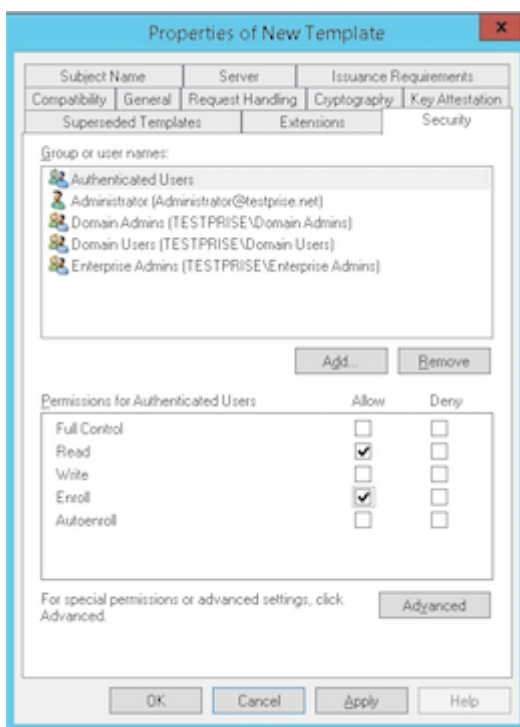 Properties of New Template
x
Subject Name Server Issuance Requirements
Compatibility General Request Handling Cryptography Key Attestation
Superseded Templates Extensions Security
Group or user names:
Authenticated Users
Administrator (Administrator@testprise.net)
Domain Admins (TESTPRISE\Domain Admins)
Domain Users (TESTPRISE\Domain Users)
Enterprise Admins (TESTPRISE\Enterprise Admins)
Add... Remove
Permissions for Authenticated Users Allow Deny
Full Control
Read
Write
Enroll
Autoenroll
For special permissions or advanced settings, click
Advanced.
Advanced
OK Cancel Apply Help